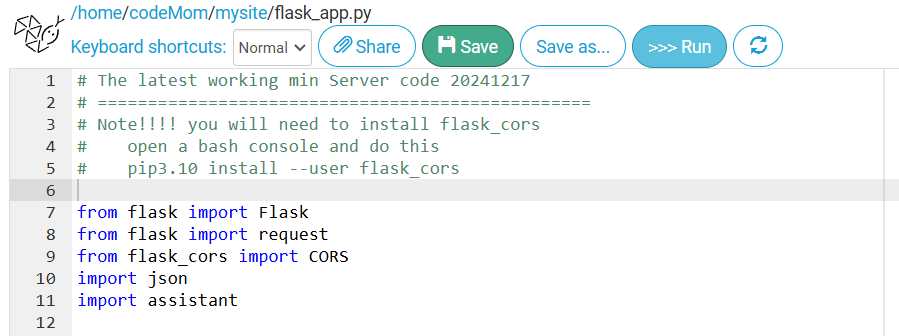 /home/codeMom/mysite/flask_app.py
Keyboard shortcuts: Normal Share Save Save as... >>> Run
1 # The latest working min Server code 20241217
2 # =================================================
3 # Note!!!! you will need to install flask_cors
4 #    open a bash console and do this
5 #    pip3.10 install --user flask_cors
6
7 from flask import Flask
8 from flask import request
9 from flask_cors import CORS
10 import json
11 import assistant
12